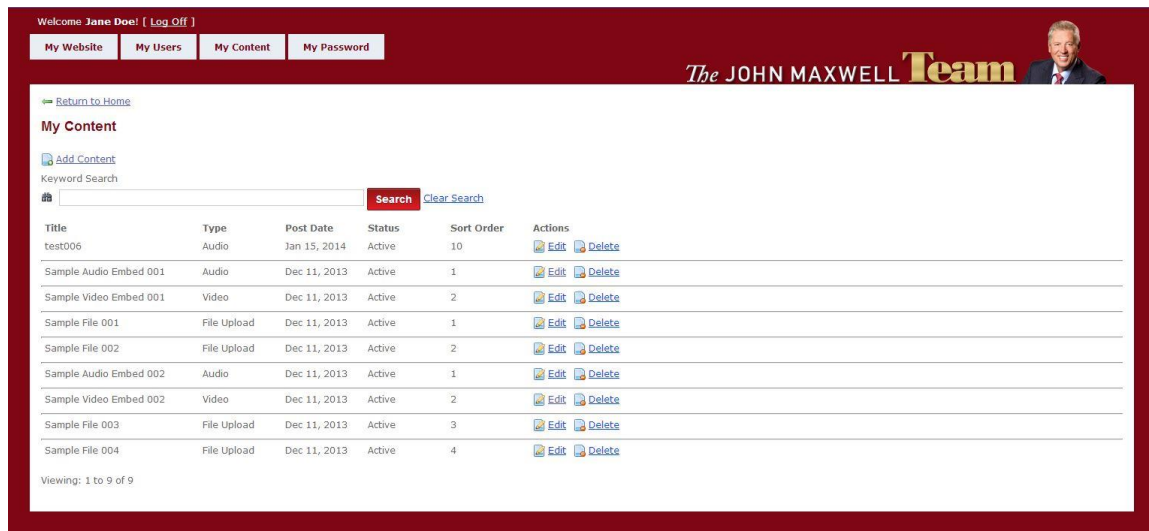 Welcome Jane Doe! [ Log Off ]
My Website My Users My Content My Password
The JOHN MAXWELL Team
Return to Home
My Content
Add Content
Keyword Search
Search Clear Search
Title Type Post Date Status Sort Order Actions
test006 Audio Jan 15, 2014 Active 10 Edit Delete
Sample Audio Embed 001 Audio Dec 11, 2013 Active 1 Edit Delete
Sample Video Embed 001 Video Dec 11, 2013 Active 2 Edit Delete
Sample File 001 File Upload Dec 11, 2013 Active 1 Edit Delete
Sample File 002 File Upload Dec 11, 2013 Active 2 Edit Delete
Sample Audio Embed 002 Audio Dec 11, 2013 Active 1 Edit Delete
Sample Video Embed 002 Video Dec 11, 2013 Active 2 Edit Delete
Sample File 003 File Upload Dec 11, 2013 Active 3 Edit Delete
Sample File 004 File Upload Dec 11, 2013 Active 4 Edit Delete
Viewing: 1 to 9 of 9